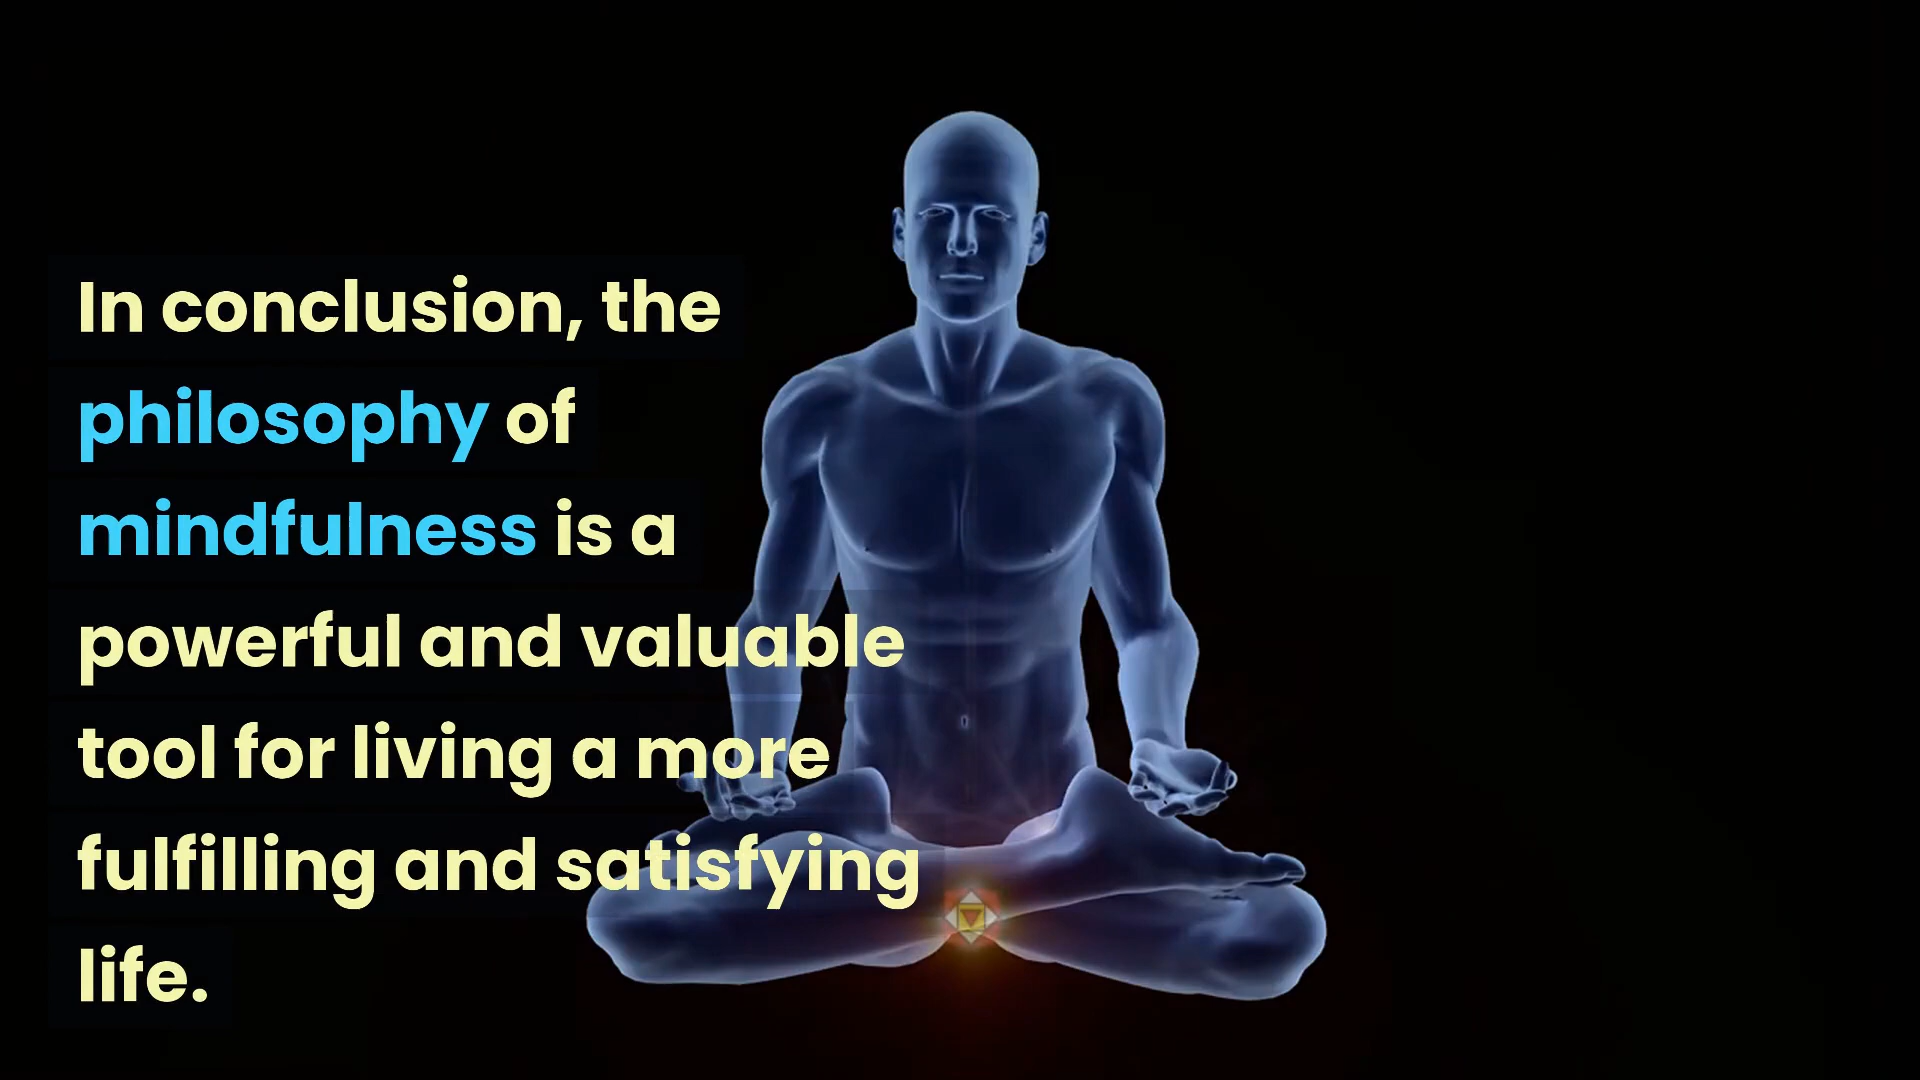 In conclusion, the
philosophy of
mindfulness is a
powerful and valuable
tool for living a more
fulfilling and satisfying
life.